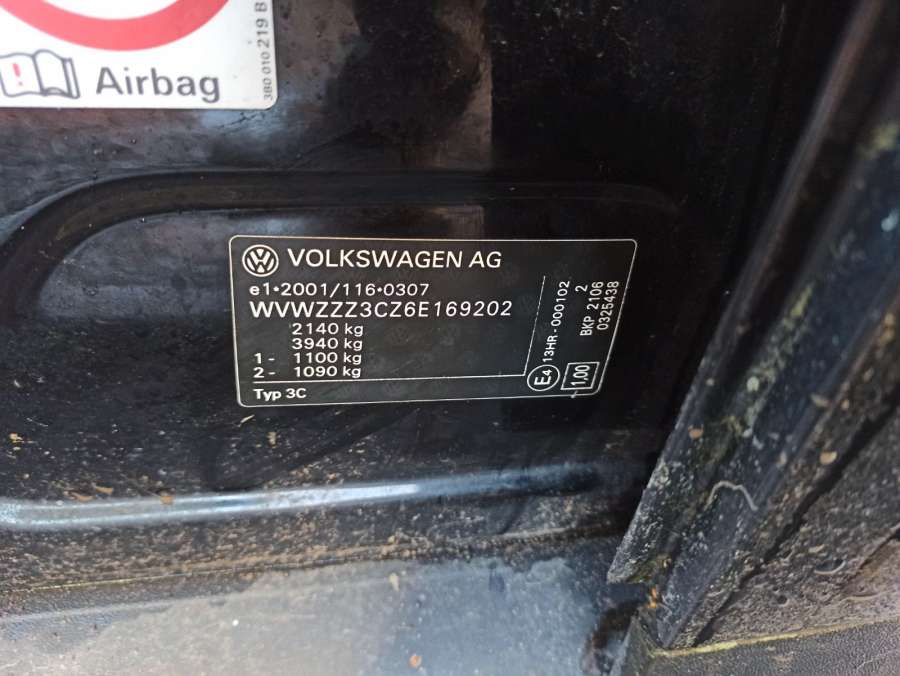 Airbag
3B0 010 219 B
VOLKSWAGEN AG
e1•2001/116•0307
WVWZZZ3CZ6E169202
2140 kg
3940 kg
1- 1100 kg
2- 1090 kg
Typ 3C
E4
13HR-000102
2
BKP 2106
0325438
1,00